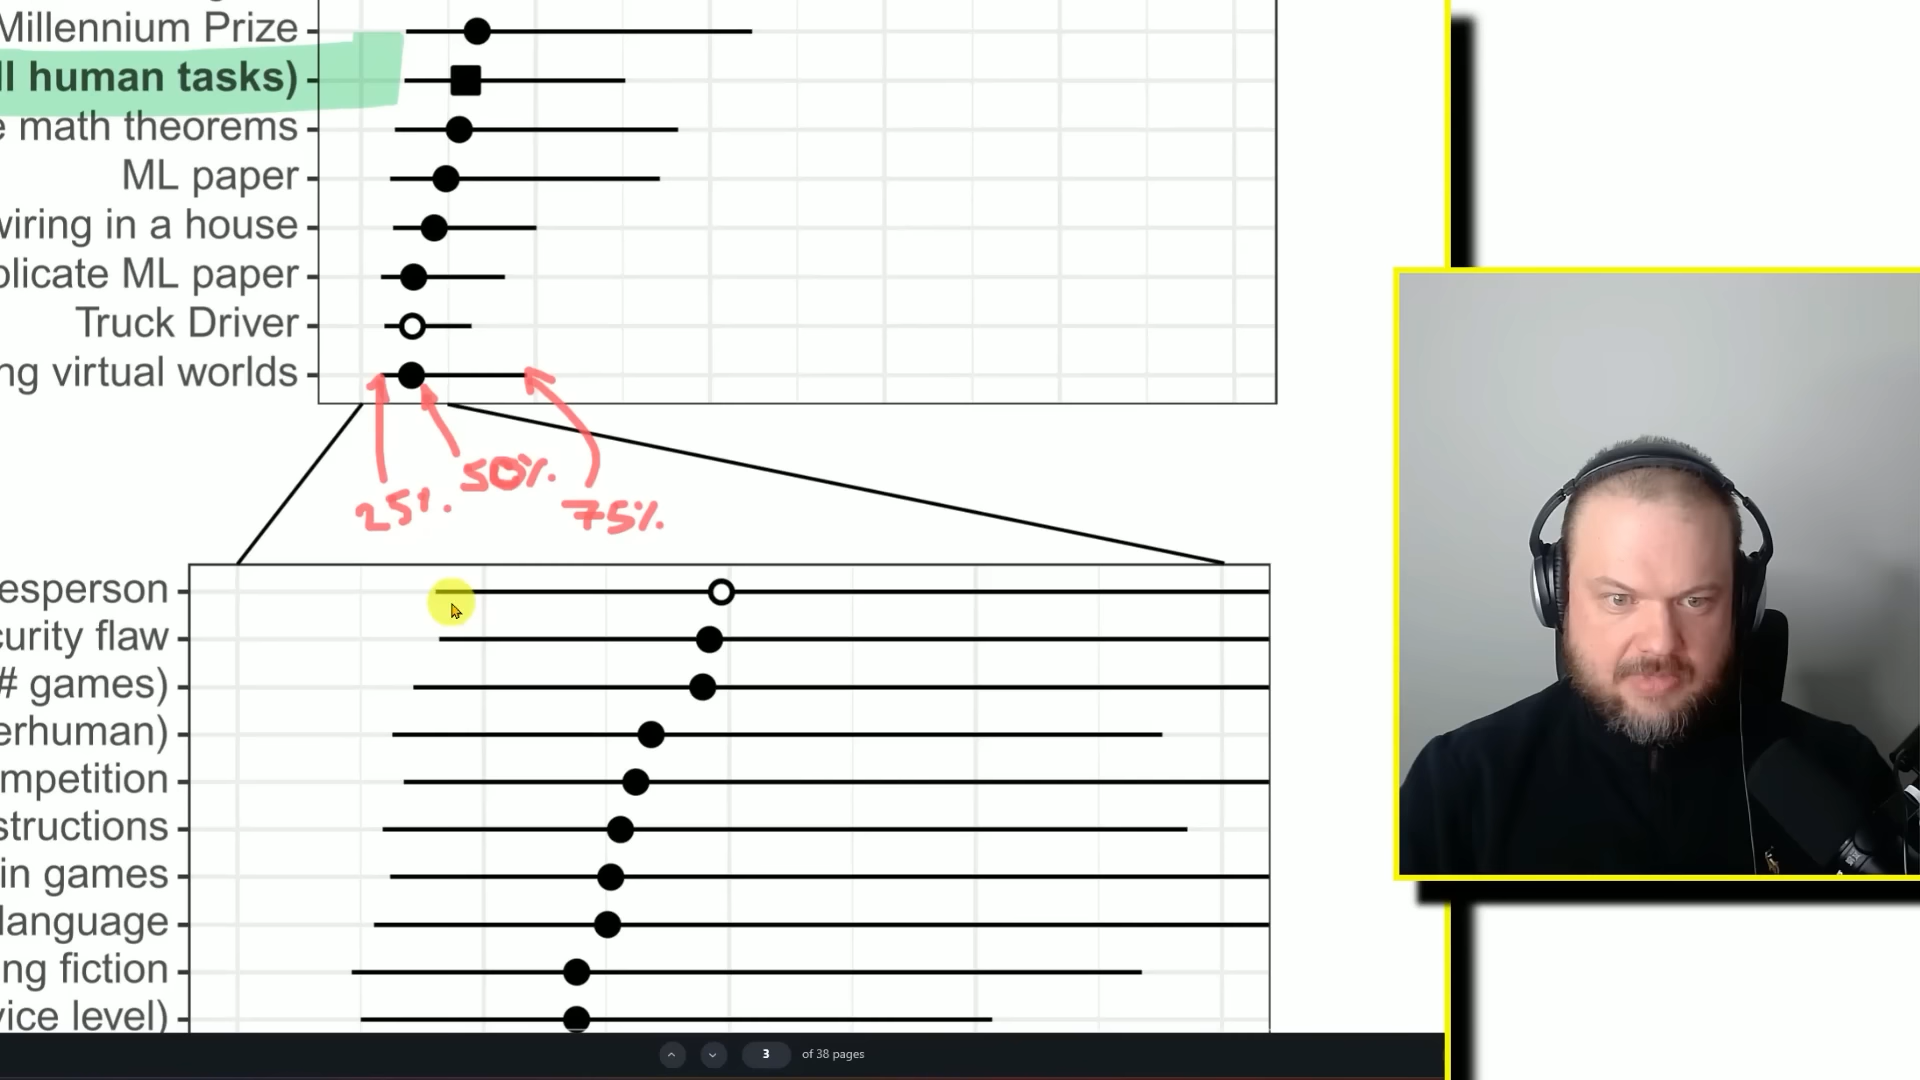 Millennium Prize
ll human tasks)
e math theorems
ML paper
wiring in a house
plicate ML paper
Truck Driver
ng virtual worlds
25%.
50%.
75%.
esperson
curity flaw
# games)
erhuman)
mpetition
structions
in games
language
ng fiction
vice level)
3 of 38 pages